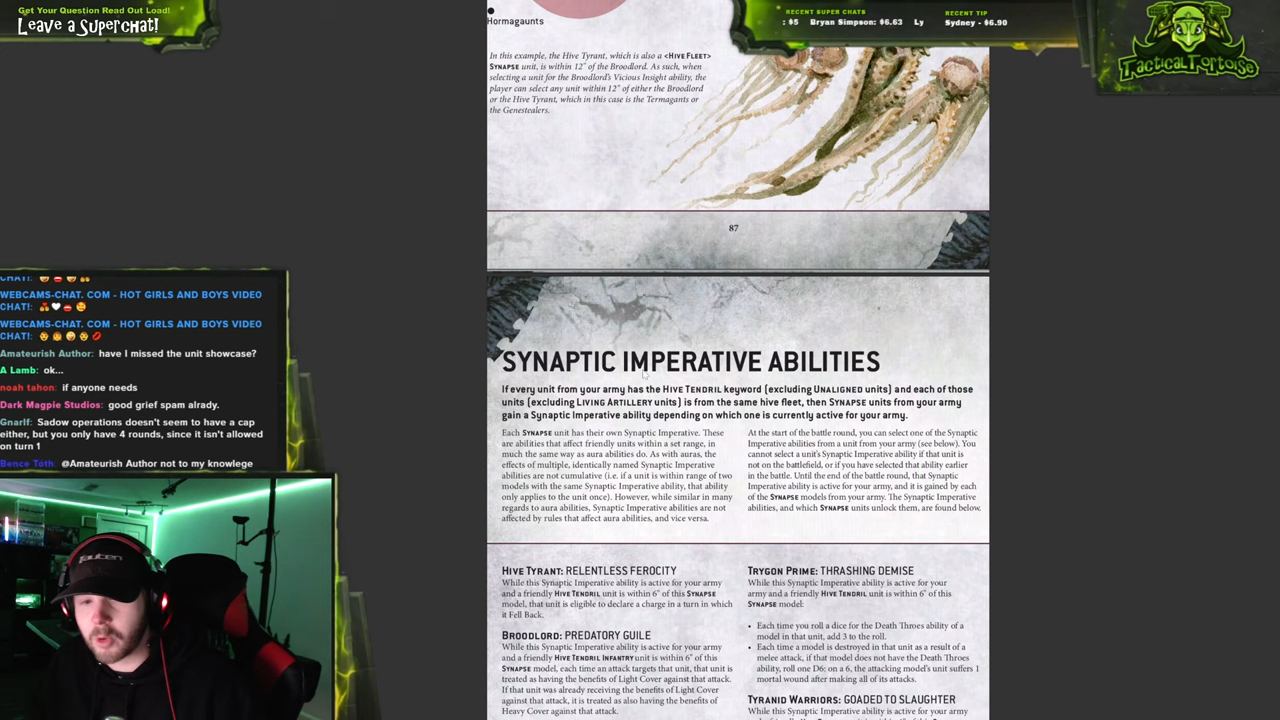 Get Your Question Read Out Loud!
Leave a Superchat!
RECENT SUPER CHATS
: $5 Bryan Simpson: $6.63 Ly
RECENT TIP
Sydney - $6.90
TacticalTortoise
Hormagaunts
In this example, the Hive Tyrant, which is also a <HIVE FLEET>
SYNAPSE unit, is within 12" of the Broodlord. As such, when
selecting a unit for the Broodlord's Vicious Insight ability, the
player can select any unit within 12" of either the Broodlord
or the Hive Tyrant, which in this case is the Termagants or
the Genestealers.
87
SYNAPTIC IMPERATIVE ABILITIES
If every unit from your army has the HIVE TENDRIL keyword (excluding UNALIGNED units) and each of those
units (excluding LIVING ARTILLERY units) is from the same hive fleet, then SYNAPSE units from your army
gain a Synaptic Imperative ability depending on which one is currently active for your army.
Each SYNAPSE unit has their own Synaptic Imperative. These
are abilities that affect friendly units within a set range, in
much the same way as aura abilities do. As with auras, the
effects of multiple, identically named Synaptic Imperative
abilities are not cumulative (i.e. if a unit is within range of two
models with the same Synaptic Imperative ability, that ability
only applies to the unit once). However, while similar in many
regards to aura abilities, Synaptic Imperative abilities are not
affected by rules that affect aura abilities, and vice versa.
At the start of the battle round, you can select one of the Synaptic
Imperative abilities from a unit from your army (see below). You
cannot select a unit's Synaptic Imperative ability if that unit is
not on the battlefield, or if you have selected that ability earlier
in the battle. Until the end of the battle round, that Synaptic
Imperative ability is active for your army, and it is gained by each
of the SYNAPSE models from your army. The Synaptic Imperative
abilities, and which SYNAPSE units unlock them, are found below.
HIVE TYRANT: RELENTLESS FEROCITY
While this Synaptic Imperative ability is active for your army
and a friendly HIVE TENDRIL unit is within 6" of this SYNAPSE
model, that unit is eligible to declare a charge in a turn in which
it Fell Back.
BROODLORD: PREDATORY GUILE
While this Synaptic Imperative ability is active for your army
and a friendly HIVE TENDRIL INFANTRY unit is within 6" of this
SYNAPSE model, each time an attack targets that unit, that unit is
treated as having the benefits of Light Cover against that attack.
If that unit was already receiving the benefits of Light Cover
against that attack, it is treated as also having the benefits of
Heavy Cover against that attack.
TRYGON PRIME: THRASHING DEMISE
While this Synaptic Imperative ability is active for your
army and a friendly HIVE TENDRIL unit is within 6" of this
SYNAPSE model:
• Each time you roll a dice for the Death Throes ability of a
model in that unit, add 3 to the roll.
• Each time a model is destroyed in that unit as a result of a
melee attack, if that model does not have the Death Throes
ability, roll one D6: on a 6, the attacking model's unit suffers 1
mortal wound after making all of its attacks.
TYRANID WARRIORS: GOADED TO SLAUGHTER
While this Synaptic Imperative ability is active for your army
CHAT!:
WEBCAMS-CHAT. COM - HOT GIRLS AND BOYS VIDEO
CHAT!:
WEBCAMS-CHAT. COM - HOT GIRLS AND BOYS VIDEO
CHAT!:
Amateurish Author: have I missed the unit showcase?
A Lamb: ok...
noah tahon: if anyone needs
Dark Magpie Studios: good grief spam alrady.
Gnarlf: Sadow operations doesn't seem to have a cap
either, but you only have 4 rounds, since it isn't allowed
on turn 1
Bence Toth: @Amateurish Author not to my knowlege